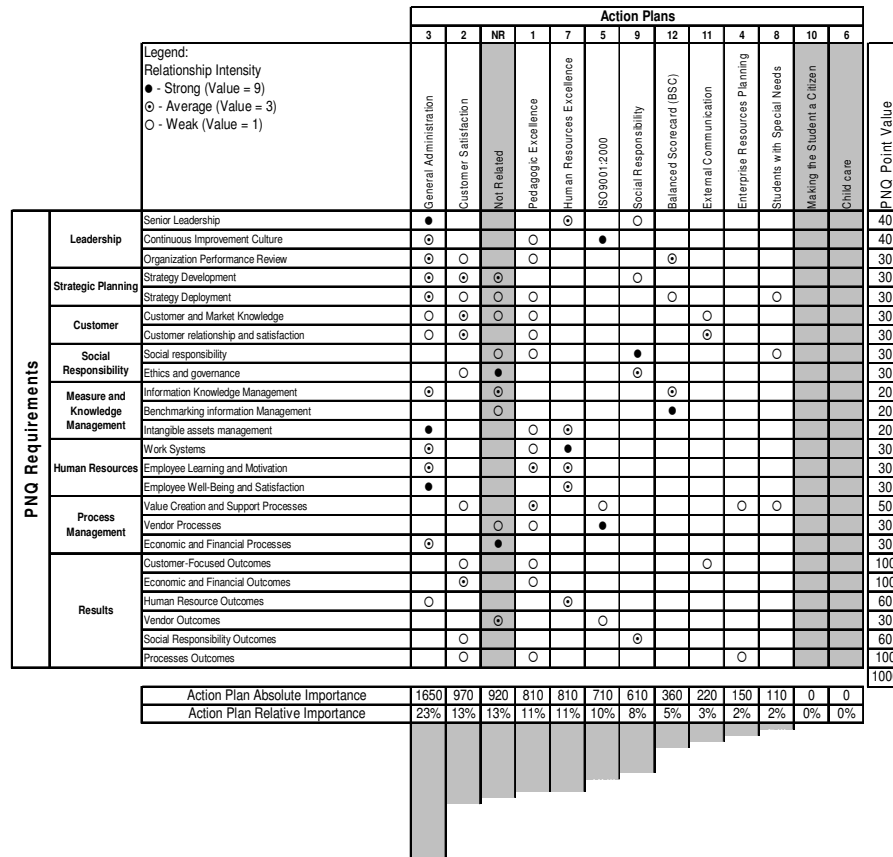 Action Plans
3 2 NR 1 7 5 9 12 11 4 8 10 6
Legend:
Relationship Intensity
● - Strong (Value = 9)
⊙ - Average (Value = 3)
○ - Weak (Value = 1)
General Administration
Customer Satisfaction
Not Related
Pedagogic Excellence
Human Resources Excellence
ISO9001:2000
Social Responsibility
Balanced Scorecard (BSC)
External Communication
Enterprise Resources Planning
Students with Special Needs
Making the Student a Citizen
Child care
PNQ Point Value
PNQ Requirements
Leadership
Senior Leadership ● ⊙ ○ 40
Continuous Improvement Culture ⊙ ○ ● 40
Organization Performance Review ⊙ ○ ○ ⊙ 30
Strategic Planning
Strategy Development ⊙ ⊙ ⊙ ○ 30
Strategy Deployment ⊙ ○ ○ ○ ○ ○ 30
Customer
Customer and Market Knowledge ○ ⊙ ○ ○ ○ 30
Customer relationship and satisfaction ○ ⊙ ○ ⊙ 30
Social
Responsibility
Social responsibility ○ ○ ● ○ 30
Ethics and governance ○ ● ⊙ 30
Measure and
Knowledge
Management
Information Knowledge Management ⊙ ⊙ ⊙ 20
Benchmarking information Management ○ ● 20
Intangible assets management ● ○ ⊙ 20
Human Resources
Work Systems ⊙ ○ ● 30
Employee Learning and Motivation ⊙ ⊙ ⊙ 30
Employee Well-Being and Satisfaction ● ⊙ 30
Process
Management
Value Creation and Support Processes ○ ⊙ ○ ○ ○ 50
Vendor Processes ○ ○ ● 30
Economic and Financial Processes ⊙ ● 30
Results
Customer-Focused Outcomes ○ ○ ○ 100
Economic and Financial Outcomes ⊙ ○ 100
Human Resource Outcomes ○ ⊙ 60
Vendor Outcomes ⊙ ○ 30
Social Responsibility Outcomes ○ ⊙ 60
Processes Outcomes ○ ○ ○ 100
100
Action Plan Absolute Importance 1650 970 920 810 810 710 610 360 220 150 110 0 0
Action Plan Relative Importance 23% 13% 13% 11% 11% 10% 8% 5% 3% 2% 2% 0% 0%